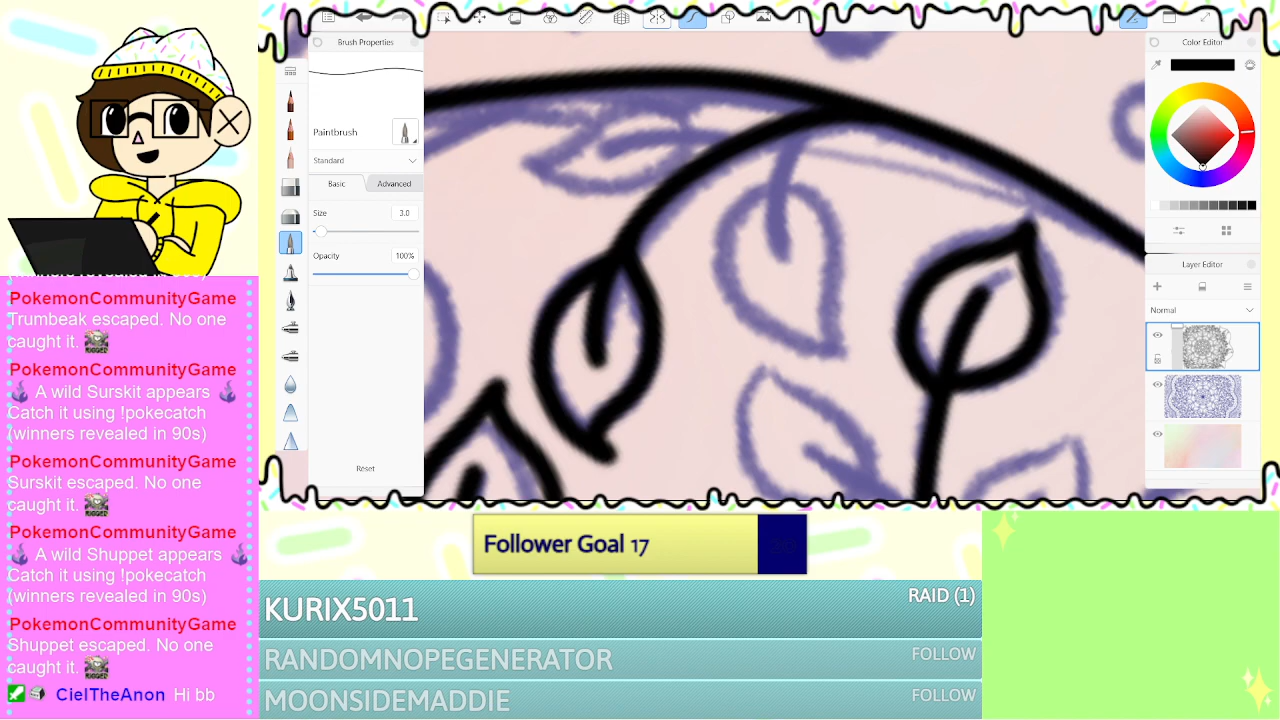 Brush Properties
Paintbrush
Standard
Basic
Advanced
Size
3.0
Opacity
100%
Reset
Color Editor
Layer Editor
Normal
PokemonCommunityGame
Trumbeak escaped. No one
caught it.
PokemonCommunityGame
A wild Surskit appears
Catch it using !pokecatch
(winners revealed in 90s)
PokemonCommunityGame
Surskit escaped. No one
caught it.
PokemonCommunityGame
A wild Shuppet appears
Catch it using !pokecatch
(winners revealed in 90s)
PokemonCommunityGame
Shuppet escaped. No one
caught it.
CielTheAnon Hi bb
Follower Goal 17
KURIX5011
RAID (1)
RANDOMNOPEGENERATOR
FOLLOW
MOONSIDEMADDIE
FOLLOW